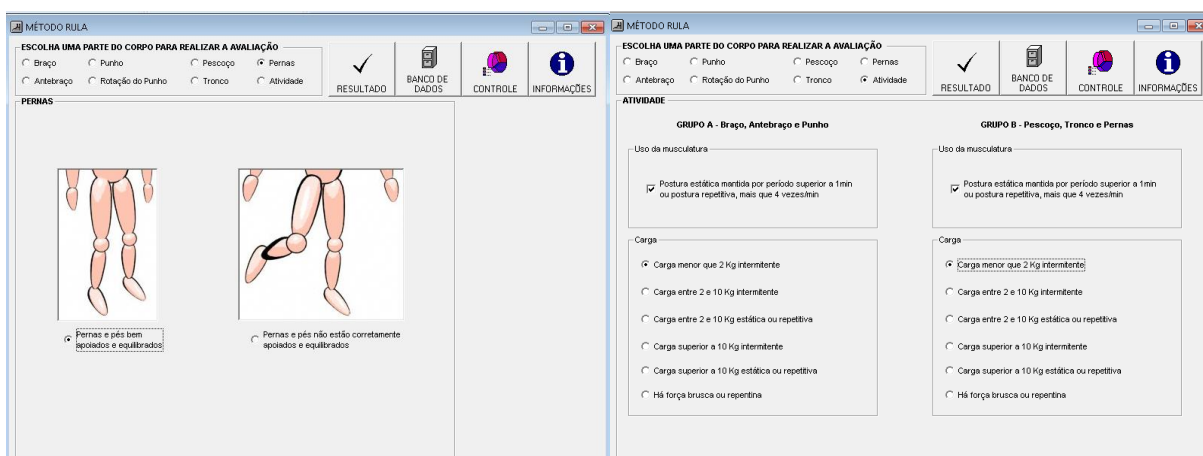 MÉTODO RULA
ESCOLHA UMA PARTE DO CORPO PARA REALIZAR A AVALIAÇÃO
Braço
Punho
Pescoço
Pernas
Antebraço
Rotação do Punho
Tronco
Atividade
RESULTADO
BANCO DE
DADOS
CONTROLE
INFORMAÇÕES
PERNAS
Pernas e pés bem
apoiados e equilibrados
Pernas e pés não estão corretamente
apoiados e equilibrados
MÉTODO RULA
ESCOLHA UMA PARTE DO CORPO PARA REALIZAR A AVALIAÇÃO
Braço
Punho
Pescoço
Pernas
Antebraço
Rotação do Punho
Tronco
Atividade
RESULTADO
BANCO DE
DADOS
CONTROLE
INFORMAÇÕES
ATIVIDADE
GRUPO A - Braço, Antebraço e Punho
Uso da musculatura
Postura estática mantida por período superior a 1min
ou postura repetitiva, mais que 4 vezes/min
Carga
Carga menor que 2 Kg intermitente
Carga entre 2 e 10 Kg intermitente
Carga entre 2 e 10 Kg estática ou repetitiva
Carga superior a 10 Kg intermitente
Carga superior a 10 Kg estática ou repetitiva
Há força brusca ou repentina
GRUPO B - Pescoço, Tronco e Pernas
Uso da musculatura
Postura estática mantida por período superior a 1min
ou postura repetitiva, mais que 4 vezes/min
Carga
Carga menor que 2 Kg intermitente
Carga entre 2 e 10 Kg intermitente
Carga entre 2 e 10 Kg estática ou repetitiva
Carga superior a 10 Kg intermitente
Carga superior a 10 Kg estática ou repetitiva
Há força brusca ou repentina